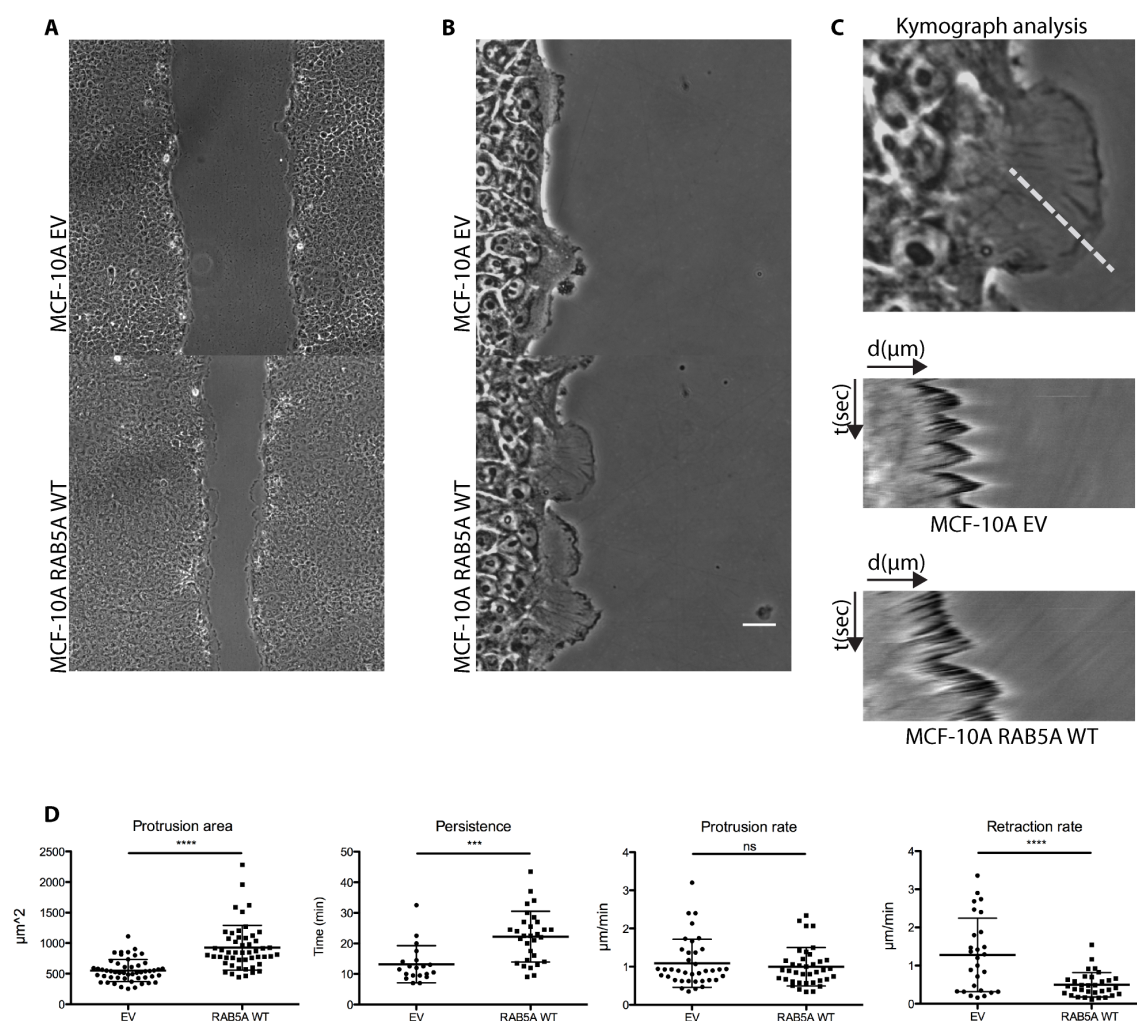 A
MCF-10A EV
MCF-10A RAB5A WT
B
MCF-10A EV
MCF-10A RAB5A WT
C
Kymograph analysis
d(μm)
t(sec)
MCF-10A EV
d(μm)
t(sec)
MCF-10A RAB5A WT
D
Protrusion area
****
μm^2
2500
2000
1500
1000
500
0
EV
RAB5A WT
Persistence
***
Time (min)
50
40
30
20
10
0
EV
RAB5A WT
Protrusion rate
ns
μm/min
4
3
2
1
0
EV
RAB5A WT
Retraction rate
****
μm/min
4
3
2
1
0
EV
RAB5A WT